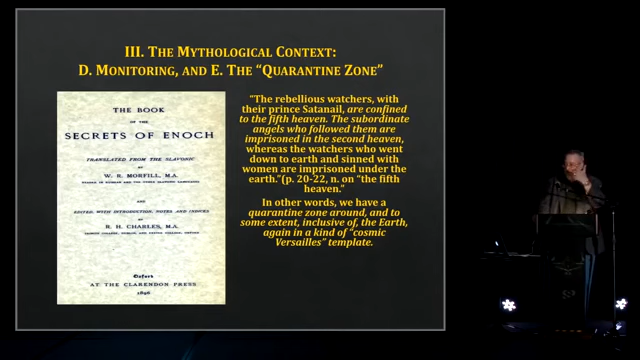 III. THE MYTHOLOGICAL CONTEXT:
D. MONITORING, AND E. THE “QUARANTINE ZONE”
THE BOOK
OF THE
SECRETS OF ENOCH
TRANSLATED FROM THE SLAVONIC
BY
W. R. MORFILL, M.A.
AND
EDITED, WITH INTRODUCTION, NOTES AND INDICES
BY
R. H. CHARLES, M.A.
Oxford
AT THE CLARENDON PRESS
1896
“The rebellious watchers, with
their prince Satanail, are confined
to the fifth heaven. The subordinate
angels who followed them are
imprisoned in the second heaven,
whereas the watchers who went
down to earth and sinned with
women are imprisoned under the
earth.”(p. 20-22, n. on “the fifth
heaven.”
In other words, we have a
quarantine zone around, and to
some extent, inclusive of, the Earth,
again in a kind of “cosmic
Versailles” template.